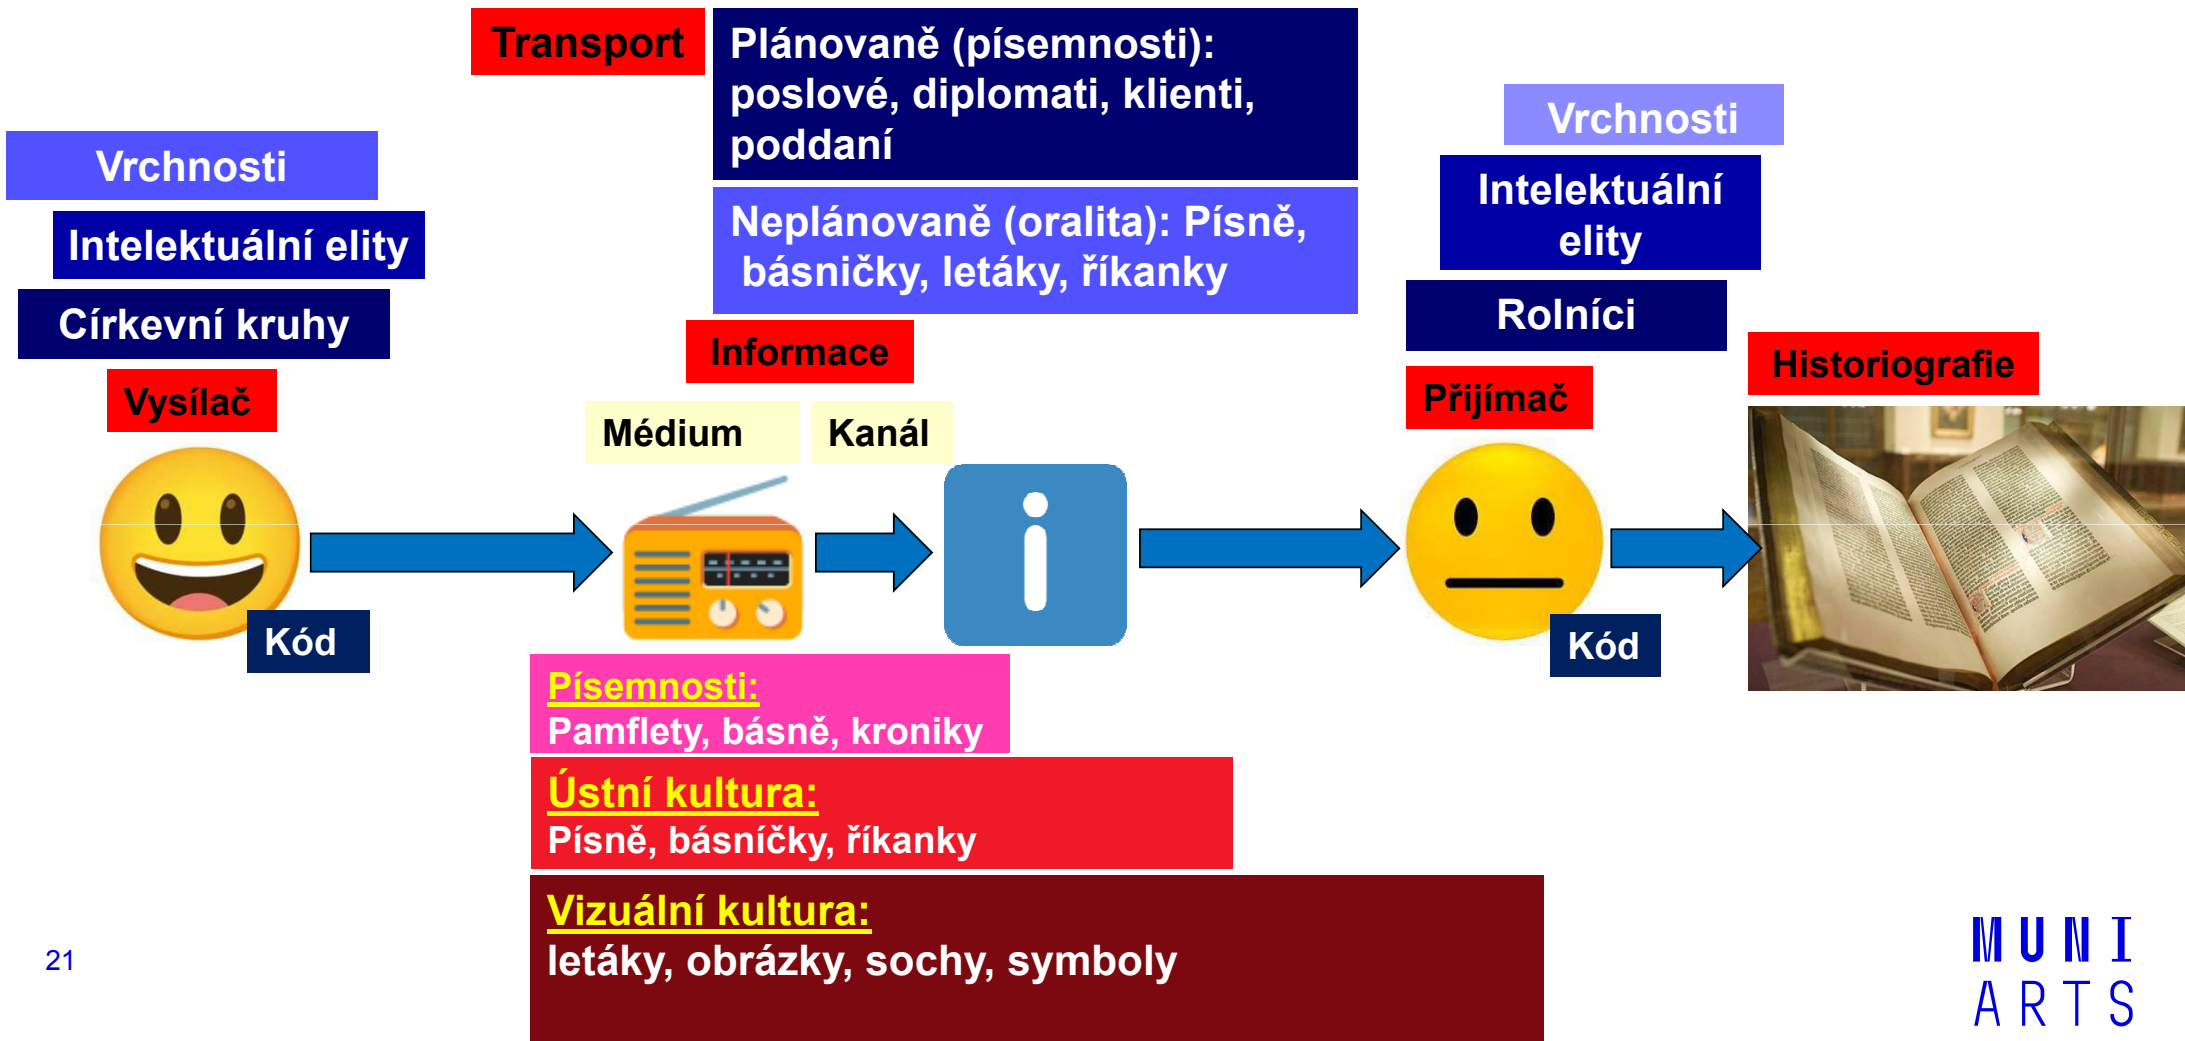 Transport
Plánovaně (písemnosti):
poslové, diplomati, klienti,
poddaní
Neplánovaně (oralita): Písně,
básničky, letáky, říkanky
Vrchnosti
Intelektuální elity
Církevní kruhy
Vysílač
Kód
Informace
Médium
Kanál
Vrchnosti
Intelektuální
elity
Rolníci
Přijímač
Kód
Historiografie
Písemnosti:
Pamflety, básně, kroniky
Ústní kultura:
Písně, básníčky, říkanky
Vizuální kultura:
letáky, obrázky, sochy, symboly
21
MUNI
ARTS